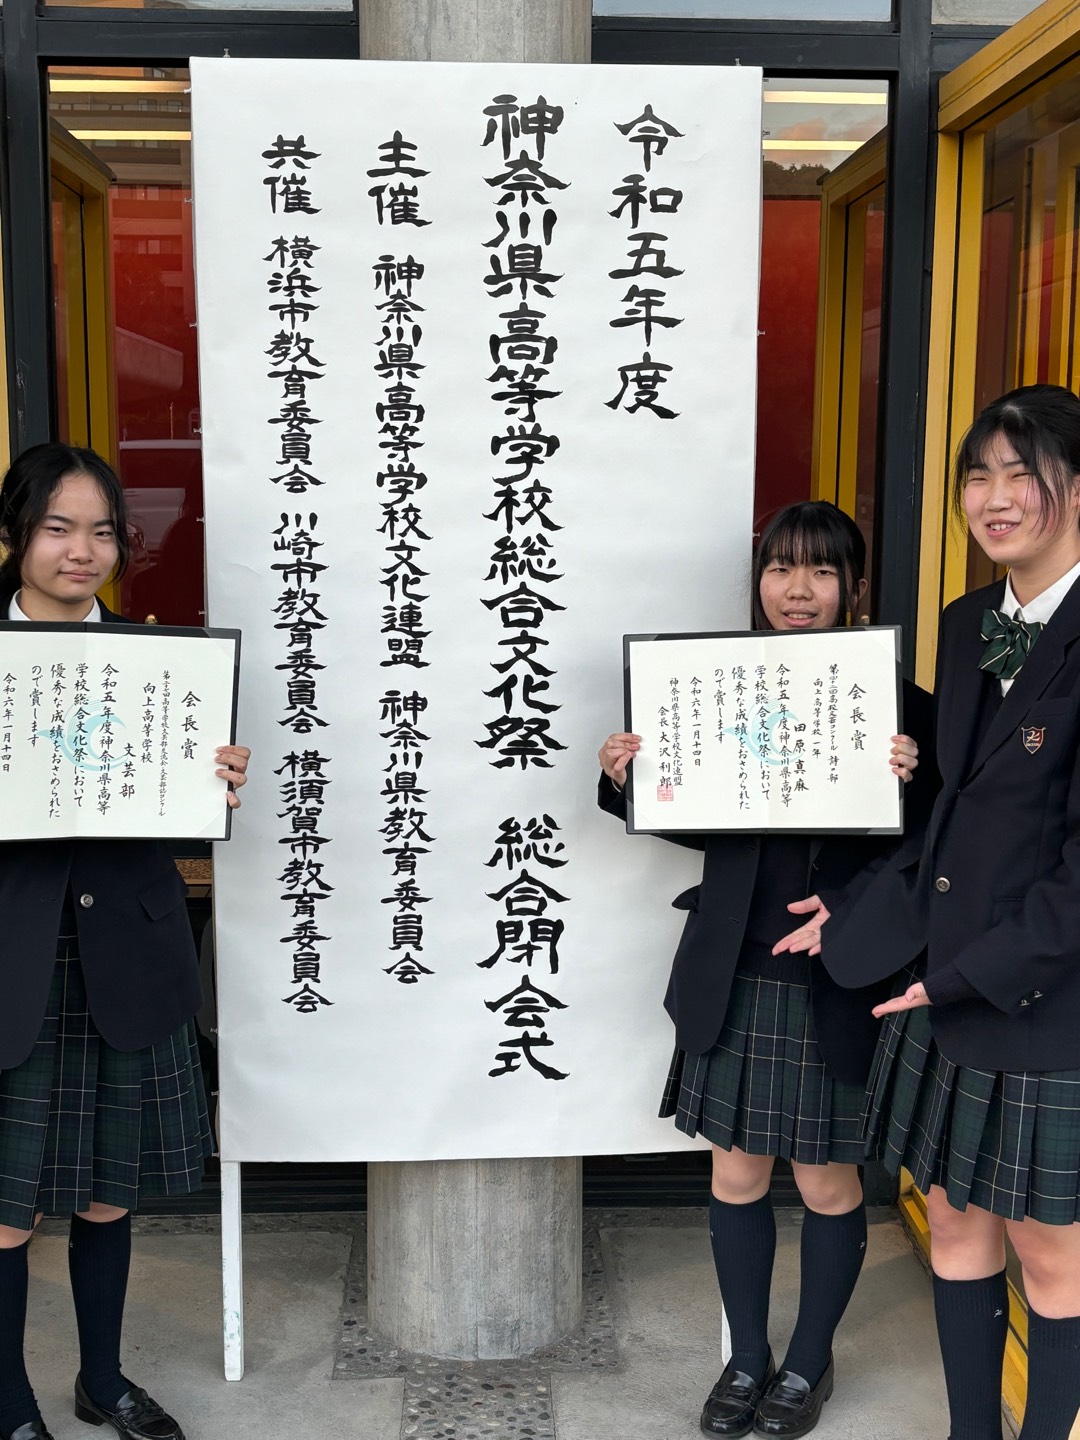 令和五年度
神奈川県高等学校総合文化祭 総合閉会式
主催 神奈川県高等学校文化連盟 神奈川県教育委員会
共催 横浜市教育委員会 川崎市教育委員会 横須賀市教育委員会
会長賞
向上高等学校
文芸部
令和五年度神奈川県高等
学校総合文化祭において
優秀な成績をおさめられた
ので賞します
令和六年一月十四日
会長賞
向上高等学校 一年
田原真麻
令和五年度神奈川県高等
学校総合文化祭において
優秀な成績をおさめられた
ので賞します
令和六年一月十四日
神奈川県高等学校文化連盟
会長 大沢利郎